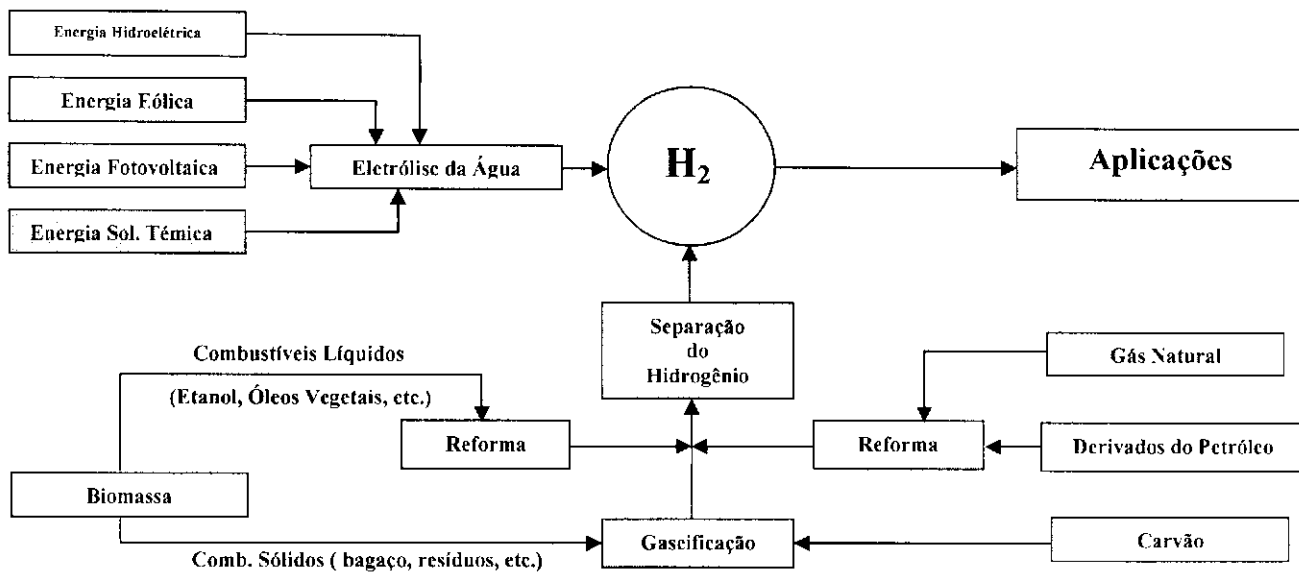 Energia Hidroelétrica
Energia Eólica
Energia Fotovoltaica
Energia Sol. Témica
Eletrólise da Água
H₂
Aplicações
Separação
do
Hidrogênio
Combustíveis Líquidos
(Etanol, Óleos Vegetais, etc.)
Gás Natural
Reforma
Reforma
Derivados do Petróleo
Biomassa
Gaseificação
Carvão
Comb. Sólidos ( bagaço, resíduos, etc.)